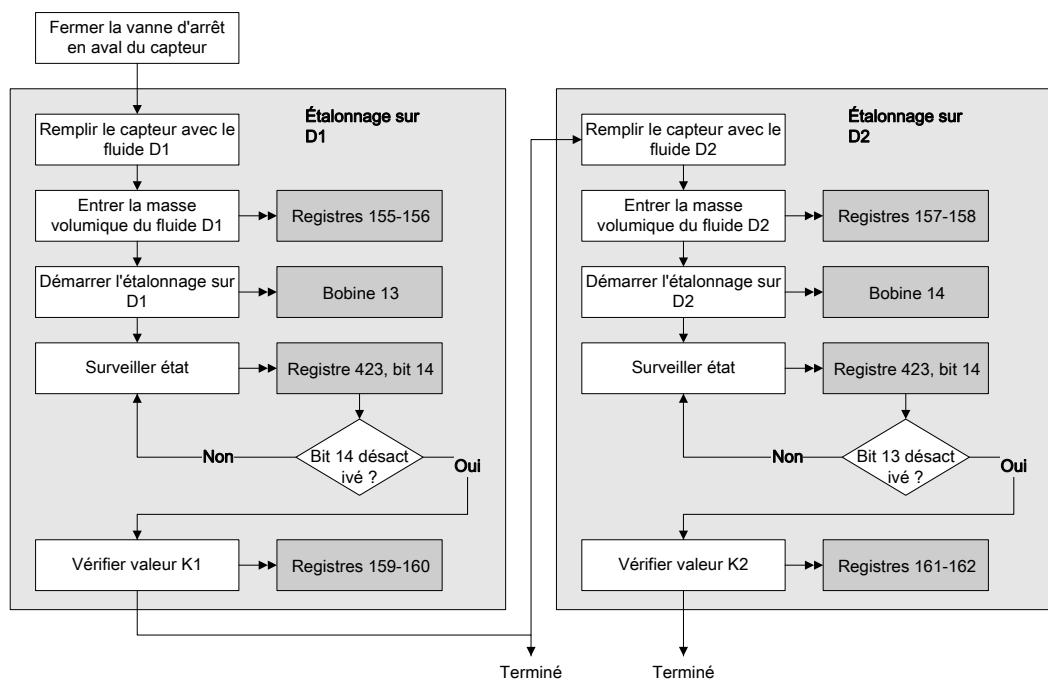 Fermer la vanne d'arrêt
en aval du capteur
Étalonnage sur
D1
Remplir le capteur avec le
fluide D1
Entrer la masse
volumique du fluide D1
Registres 155-156
Démarrer l'étalonnage sur
D1
Bobine 13
Surveiller état
Registre 423, bit 14
Non
Bit 14 désact
ivé ?
Oui
Vérifier valeur K1
Registres 159-160
Étalonnage sur
D2
Remplir le capteur avec le
fluide D2
Entrer la masse
volumique du fluide D2
Registres 157-158
Démarrer l'étalonnage sur
D2
Bobine 14
Surveiller état
Registre 423, bit 14
Non
Bit 13 désact
ivé ?
Oui
Vérifier valeur K2
Registres 161-162
Terminé
Terminé